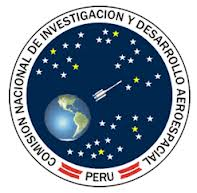 COMISION NACIONAL DE INVESTIGACION Y DESARROLLO AEROESPACIAL
PERU